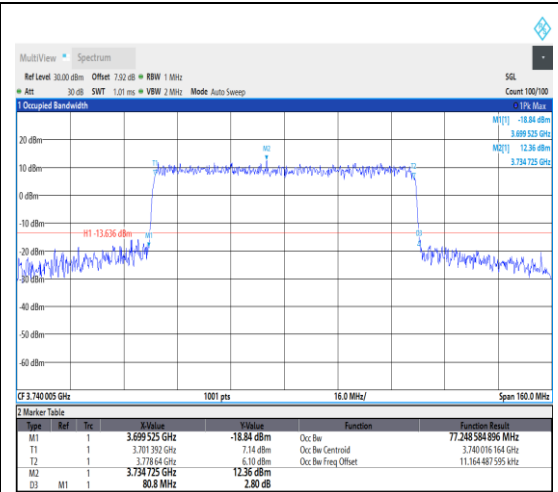 MultiView Spectrum
Ref Level 30.00 dBm Offset 7.92 dB RBW 1 MHz SGL
Att 30 dB SWT 1.01 ms VBW 2 MHz Mode Auto Sweep Count 100/100
1 Occupied Bandwidth 1Pk Max
M1[1] -18.84 dBm
3.699 525 GHz
M2[1] 12.36 dBm
3.734 725 GHz
20 dBm
M2
T1 T2
10 dBm
0 dBm
-10 dBm
H1 -13.636 dBm
M1 D3
-20 dBm
-30 dBm
-40 dBm
-50 dBm
-60 dBm
CF 3.740 005 GHz 1001 pts 16.0 MHz/ Span 160.0 MHz
2 Marker Table
Type Ref Trc X-Value Y-Value Function Function Result
M1 1 3.699 525 GHz -18.84 dBm Occ Bw 77.248 584 896 MHz
T1 1 3.701 392 GHz 7.14 dBm Occ Bw Centroid 3.740 016 164 GHz
T2 1 3.778 64 GHz 6.10 dBm Occ Bw Freq Offset 11.164 487 595 kHz
M2 1 3.734 725 GHz 12.36 dBm
D3 M1 1 80.8 MHz 2.80 dB